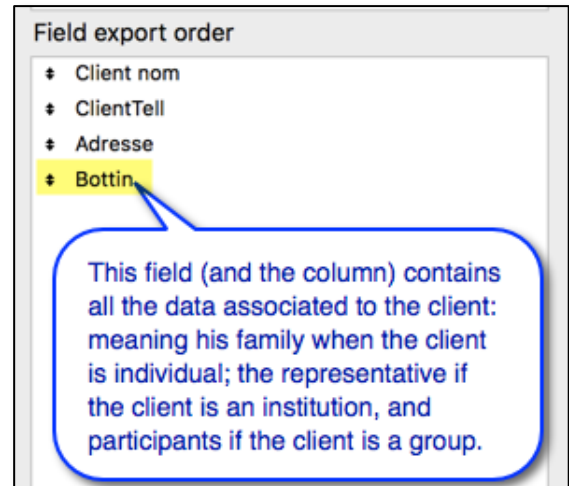 Field export order
Client nom
ClientTell
Adresse
Bottin
This field (and the column) contains
all the data associated to the client:
meaning his family when the client
is individual; the representative if
the client is an institution, and
participants if the client is a group.